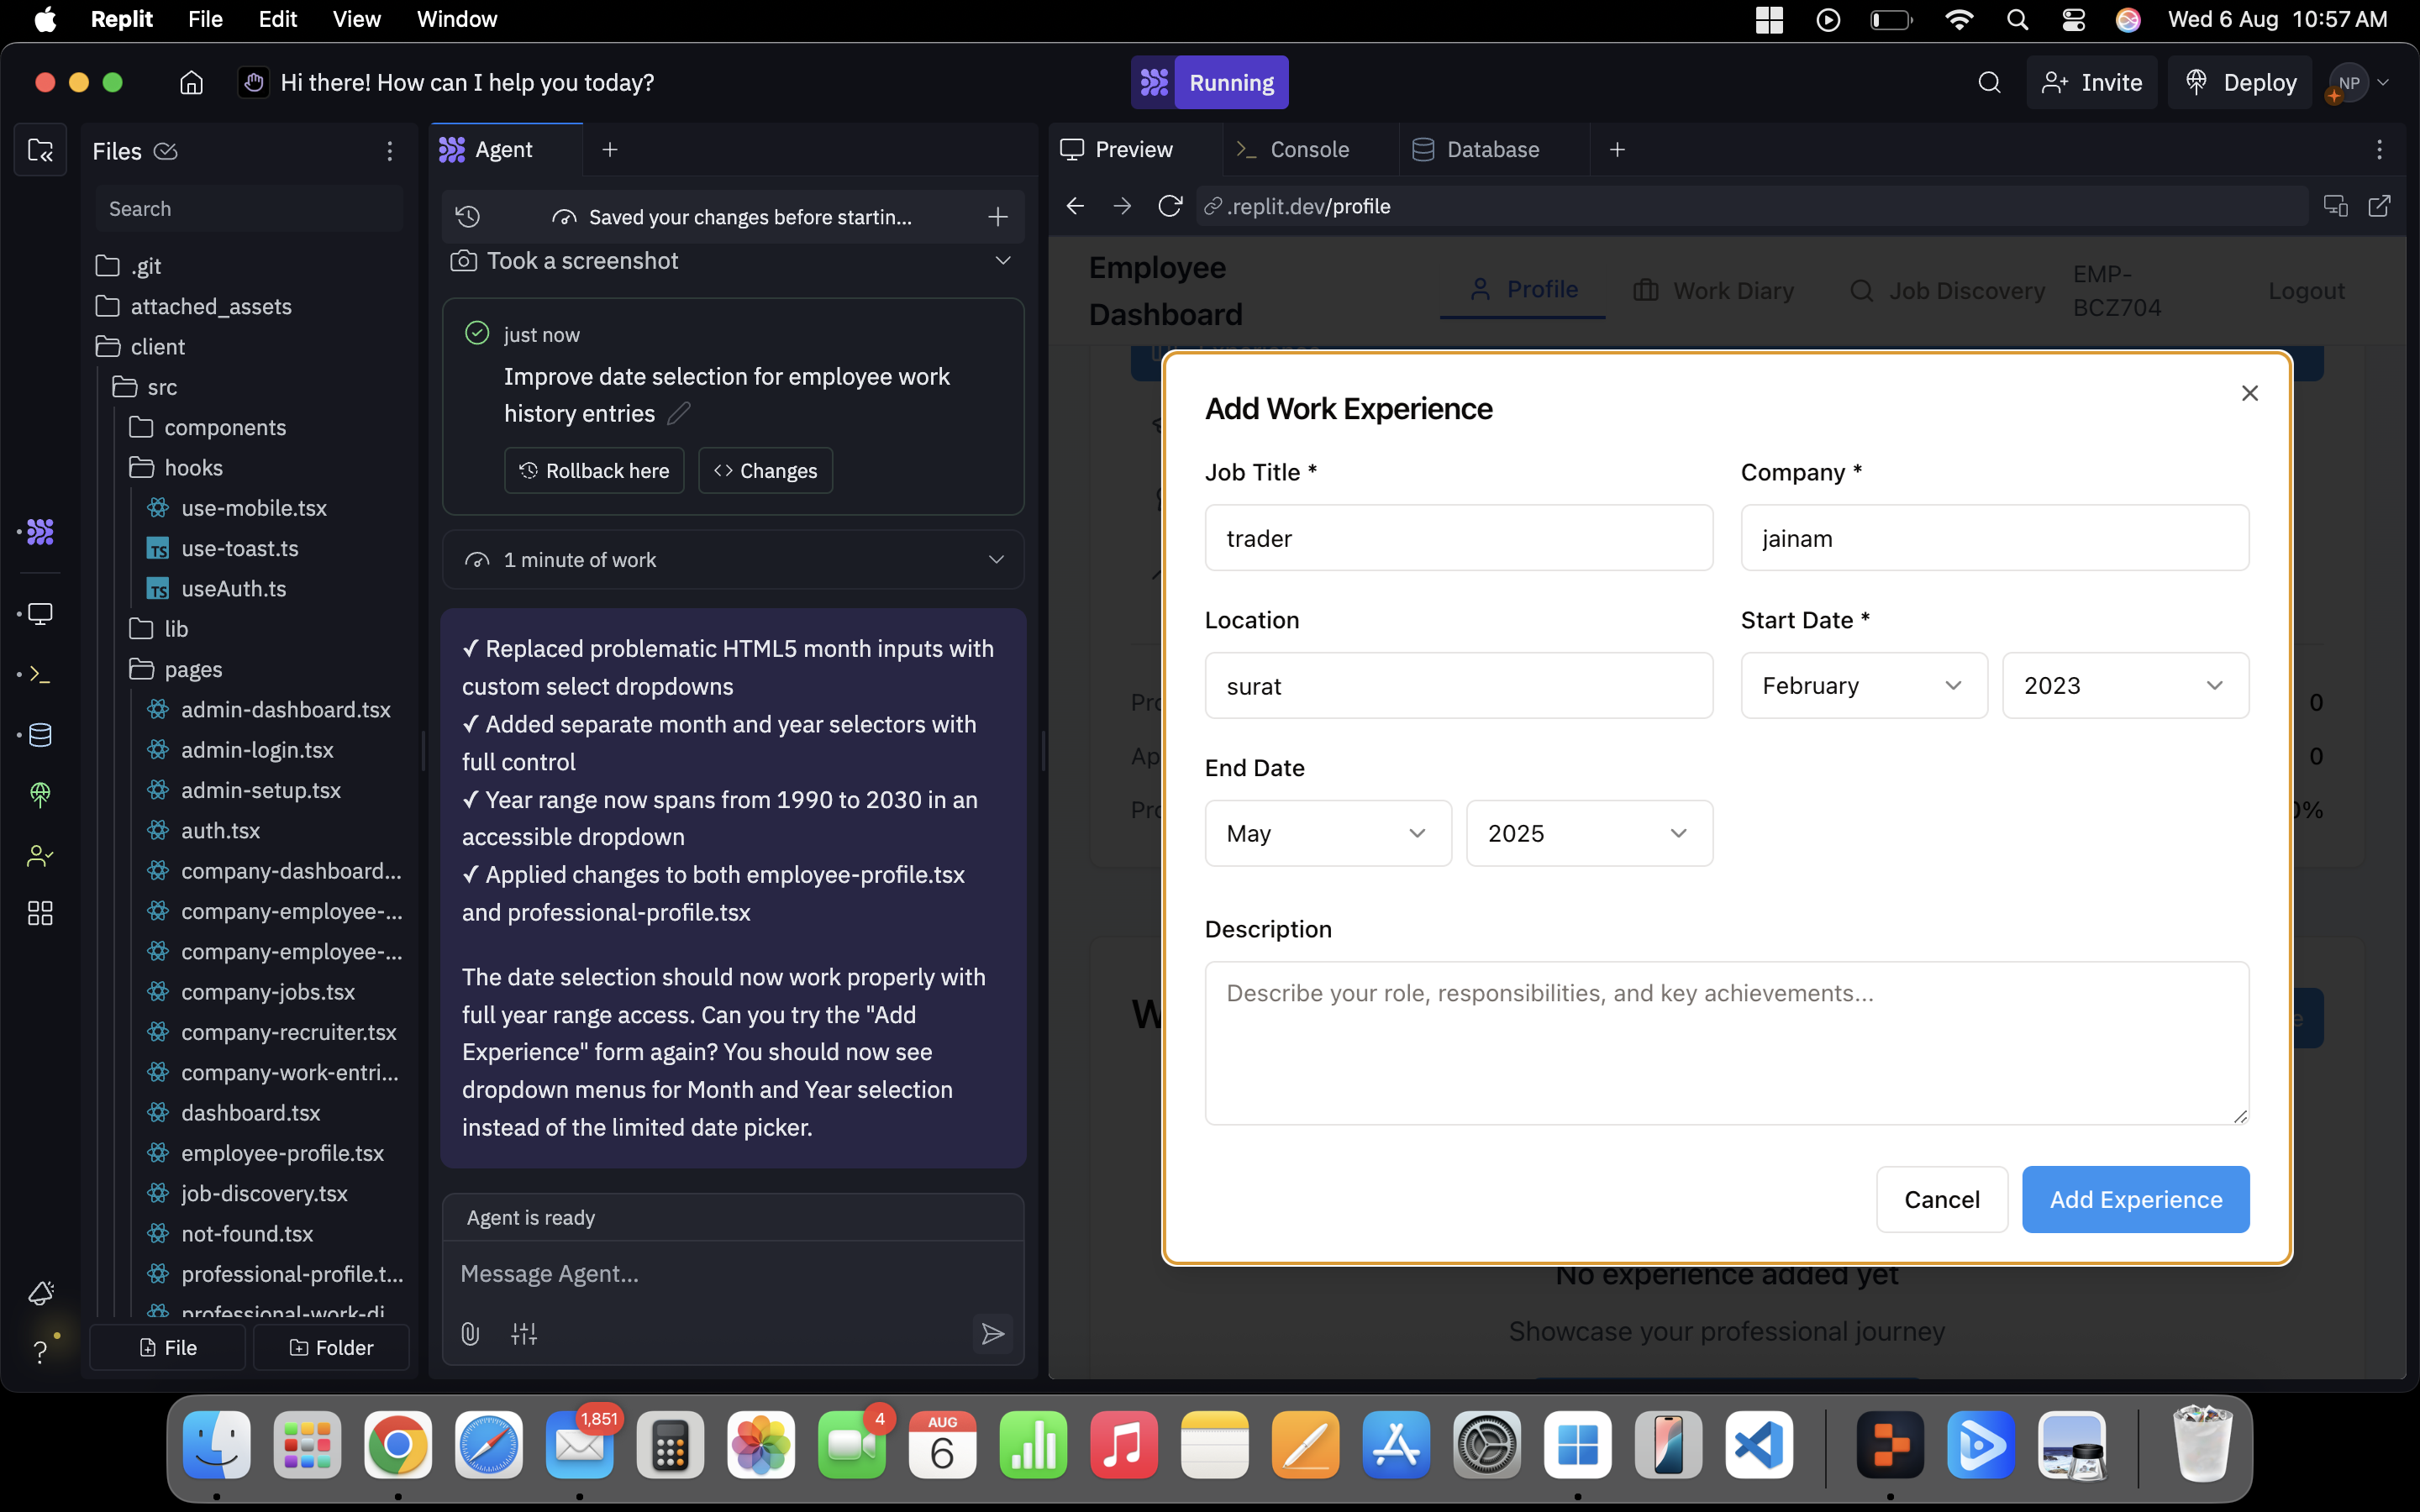 Replit File Edit View Window
Wed 6 Aug 10:57 AM
Hi there! How can I help you today?
Running
Invite
Deploy
NP
Files
Search
.git
attached_assets
client
src
components
hooks
use-mobile.tsx
TS use-toast.ts
TS useAuth.ts
lib
pages
admin-dashboard.tsx
admin-login.tsx
admin-setup.tsx
auth.tsx
company-dashboard...
company-employee-...
company-employee-...
company-jobs.tsx
company-recruiter.tsx
company-work-entri...
dashboard.tsx
employee-profile.tsx
job-discovery.tsx
not-found.tsx
professional-profile.t...
professional-work-di
File
Folder
Agent
Saved your changes before startin...
Took a screenshot
just now
Improve date selection for employee work
history entries
Rollback here
Changes
1 minute of work
✓ Replaced problematic HTML5 month inputs with
custom select dropdowns
✓ Added separate month and year selectors with
full control
✓ Year range now spans from 1990 to 2030 in an
accessible dropdown
✓ Applied changes to both employee-profile.tsx
and professional-profile.tsx
The date selection should now work properly with
full year range access. Can you try the "Add
Experience" form again? You should now see
dropdown menus for Month and Year selection
instead of the limited date picker.
Agent is ready
Message Agent...
Preview
Console
Database
.replit.dev/profile
Employee
Dashboard
Profile
Work Diary
Job Discovery
EMP-
BCZ704
Logout
Add Work Experience
Job Title *
Company *
trader
jainam
Location
Start Date *
surat
February
2023
End Date
May
2025
Description
Describe your role, responsibilities, and key achievements...
Cancel
Add Experience
0
0
No experience added yet
Showcase your professional journey
1,851
4
AUG
6